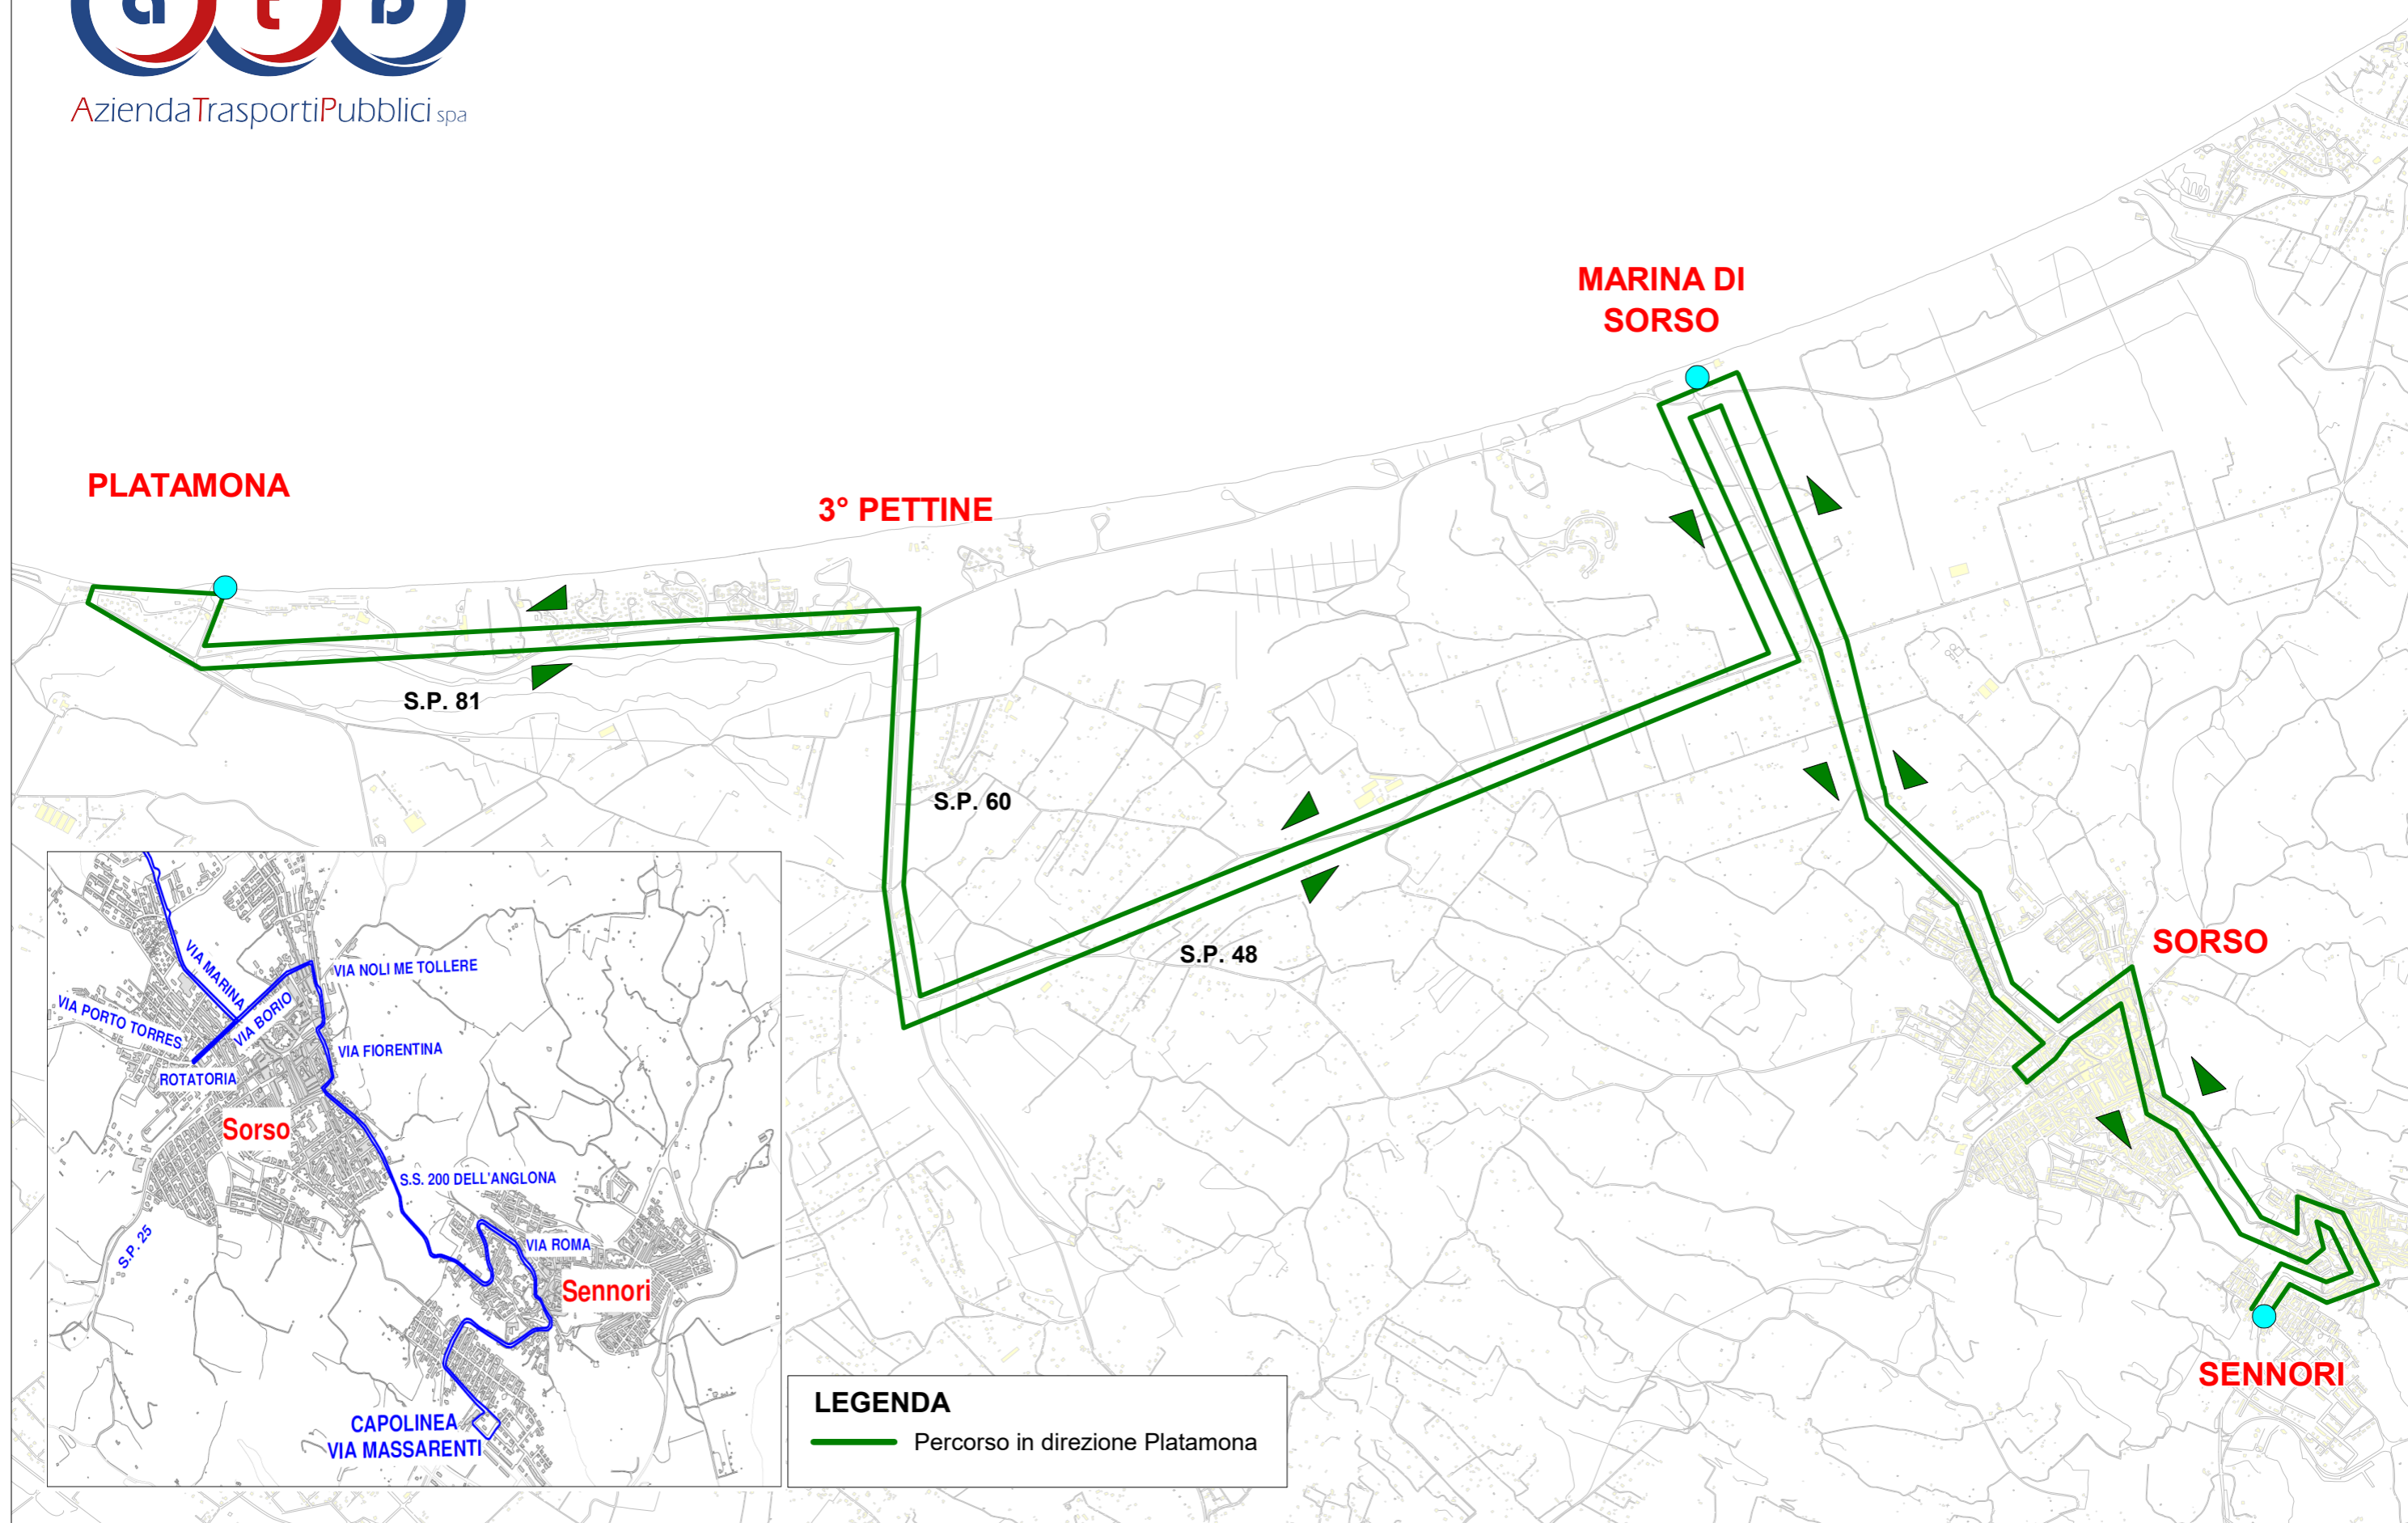 atp
AziendaTrasportiPubblici spa
MARINA DI
SORSO
PLATAMONA
3° PETTINE
S.P. 81
S.P. 60
S.P. 48
SORSO
SENNORI
VIA MARINA
VIA NOLI ME TOLLERE
VIA PORTO TORRES
VIA BORIO
VIA FIORENTINA
ROTATORIA
Sorso
S.S. 200 DELL'ANGLONA
S.P. 25
VIA ROMA
Sennori
CAPOLINEA
VIA MASSARENTI
LEGENDA
Percorso in direzione Platamona